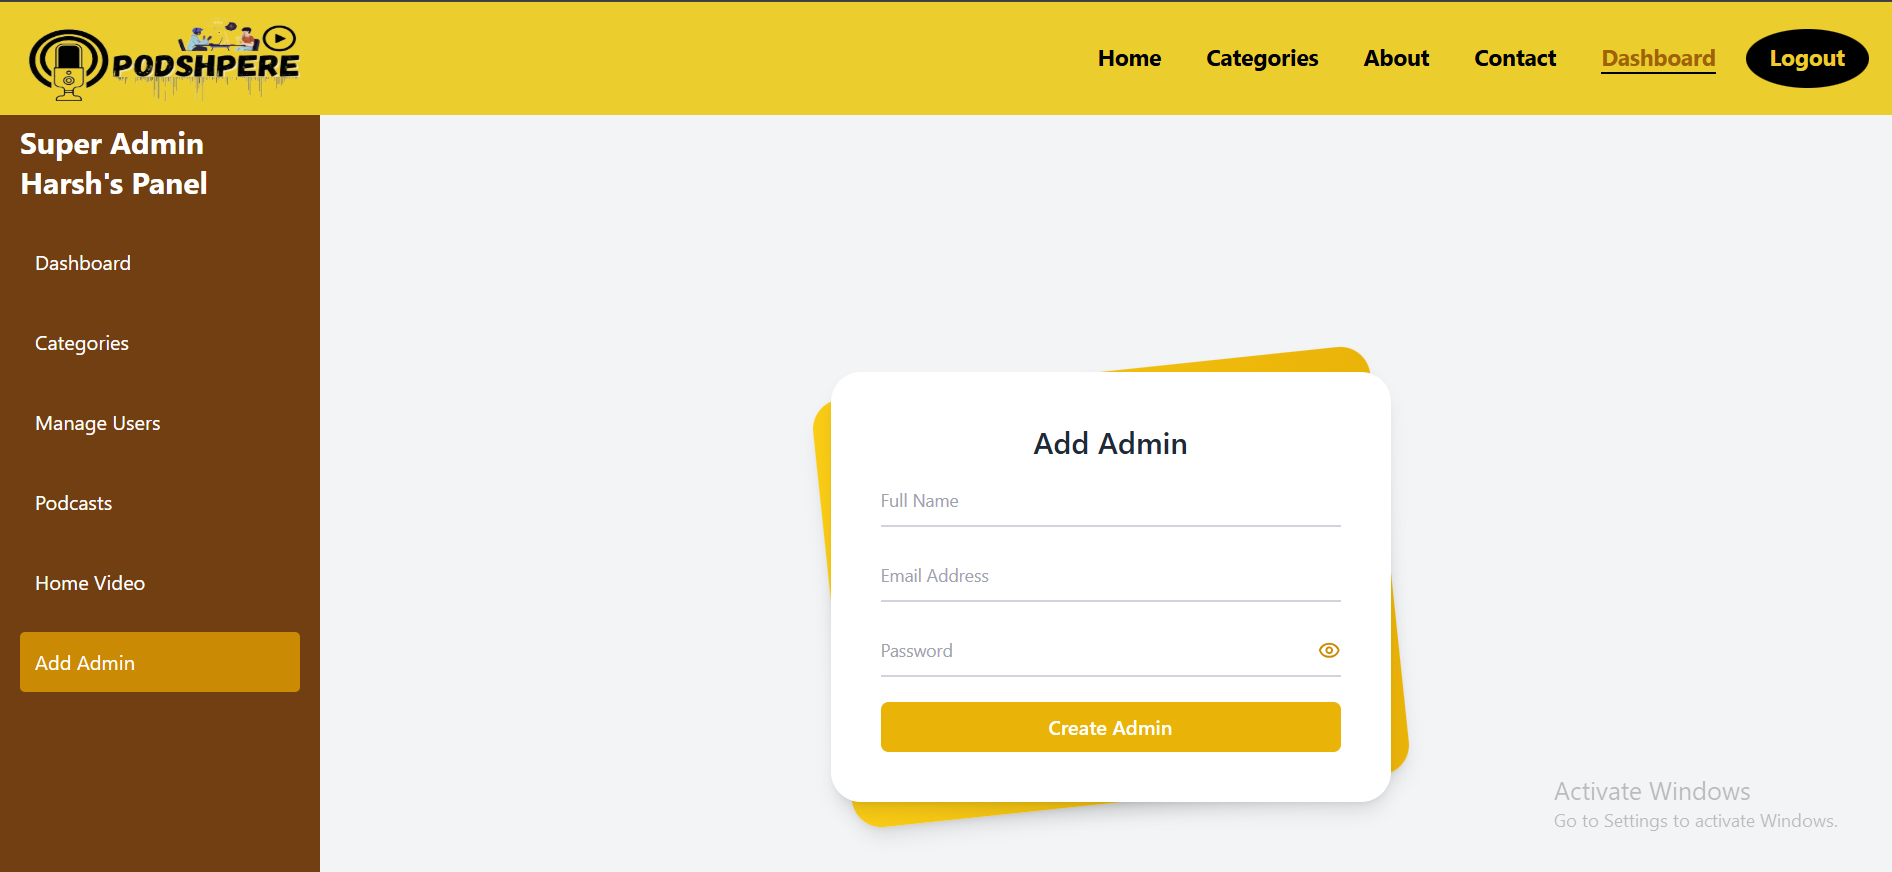 PODSHPERE
Home
Categories
About
Contact
Dashboard
Logout
Super Admin
Harsh's Panel
Dashboard
Categories
Manage Users
Podcasts
Home Video
Add Admin
Add Admin
Full Name
Email Address
Password
Create Admin
Activate Windows
Go to Settings to activate Windows.